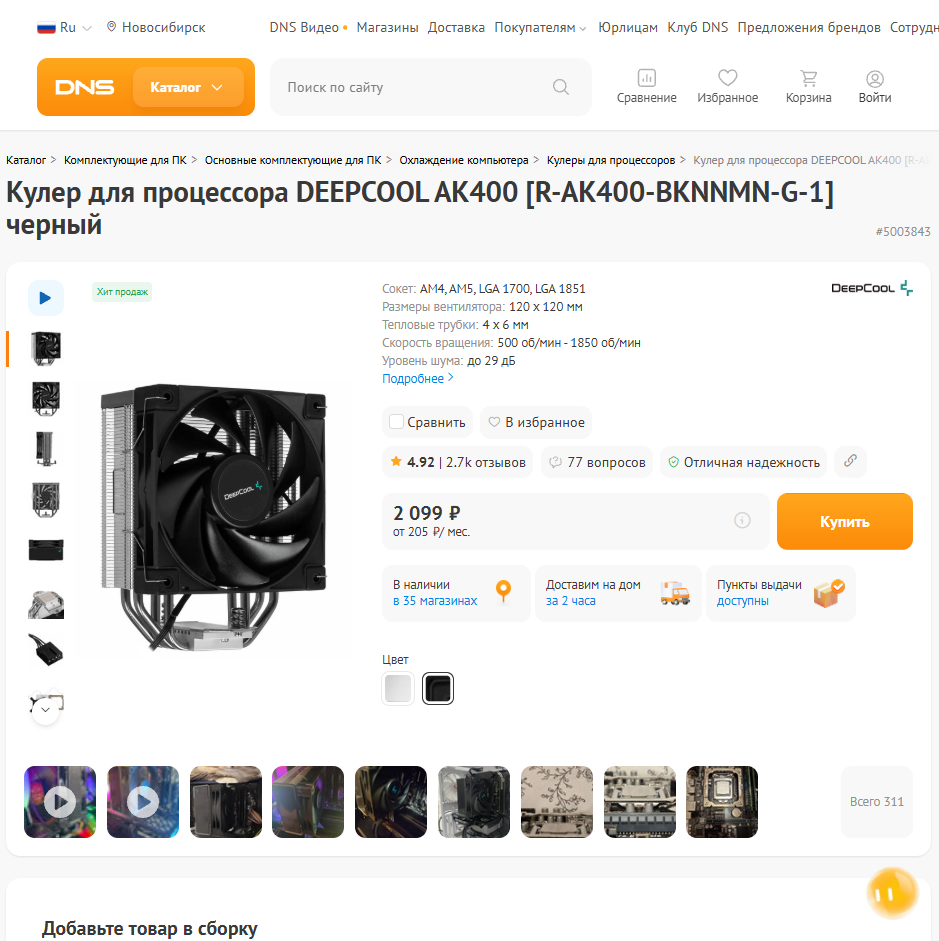 Ru Новосибирск DNS Видео Магазины Доставка Покупателям Юрлицам Клуб DNS Предложения брендов
DNS Каталог Поиск по сайту Сравнение Избранное Корзина Войти
Каталог > Комплектующие для ПК > Основные комплектующие для ПК > Охлаждение компьютера > Кулеры для процессоров > Кулер для процессора DEEPCOOL AK400
Кулер для процессора DEEPCOOL AK400 [R-AK400-BKNNMN-G-1]
черный
#5003843
Хит продаж
Сокет: AM4, AM5, LGA 1700, LGA 1851
DEEPCOOL
Размеры вентилятора: 120 x 120 мм
Тепловые трубки: 4 x 6 мм
Скорость вращения: 500 об/мин - 1850 об/мин
Уровень шума: до 29 дБ
Подробнее >
Сравнить В избранное
4.92 | 2.7k отзывов 77 вопросов Отличная надежность
DEEPCOOL
2 099 ₽
от 205 ₽/ мес.
Купить
В наличии
в 35 магазинах
Доставим на дом
за 2 часа
Пункты выдачи
доступны
Цвет
Всего 311
Добавьте товар в сборку